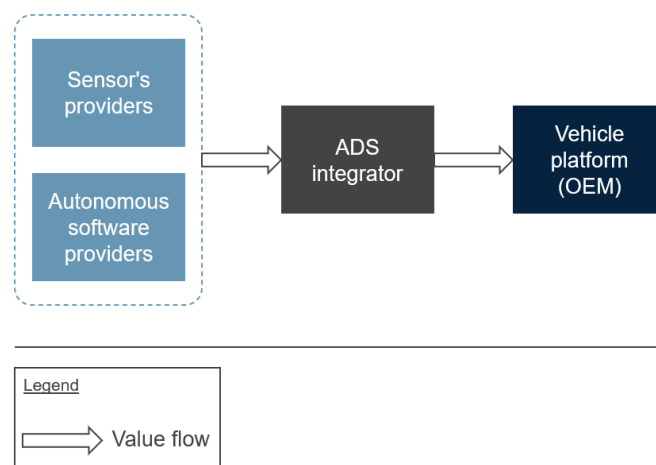 Sensor's
providers
Autonomous
software
providers
ADS
integrator
Vehicle
platform
(OEM)
Legend
Value flow